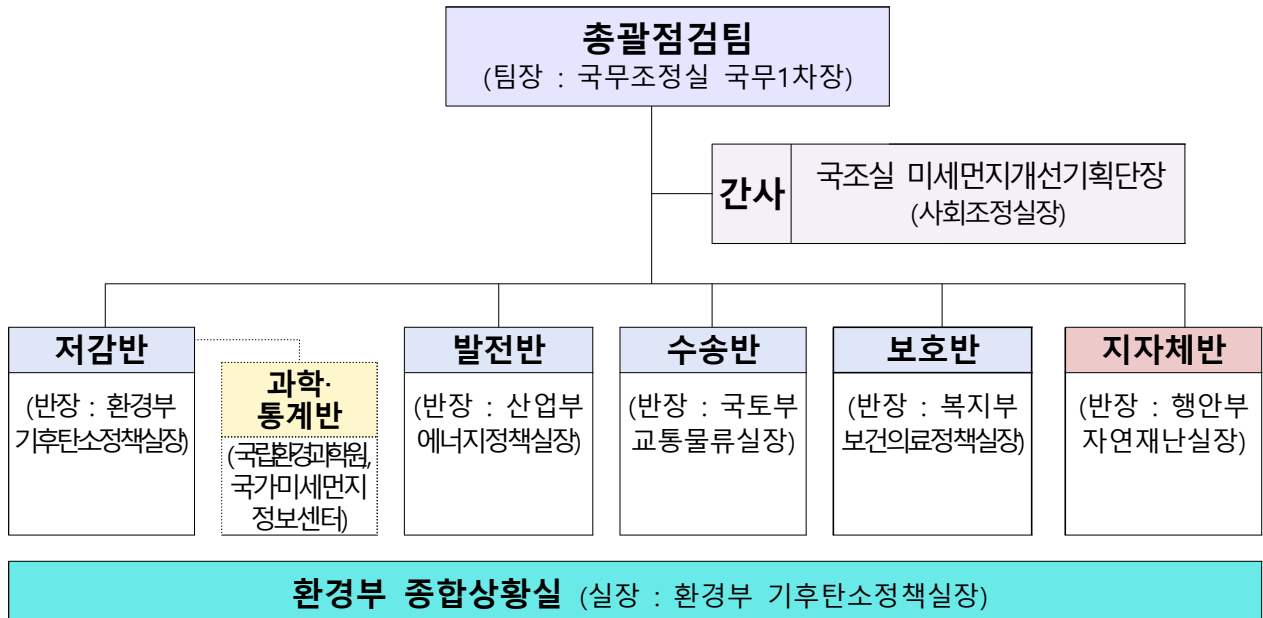 총괄점검팀
(팀장 : 국무조정실 국무1차장)
간사
국조실 미세먼지개선기획단장
(사회조정실장)
저감반
(반장 : 환경부
기후탄소정책실장)
과학·
통계반
(국립환경과학원,
국가미세먼지
정보센터)
발전반
(반장 : 산업부
에너지정책실장)
수송반
(반장 : 국토부
교통물류실장)
보호반
(반장 : 복지부
보건의료정책실장)
지자체반
(반장 : 행안부
자연재난실장)
환경부 종합상황실 (실장 : 환경부 기후탄소정책실장)